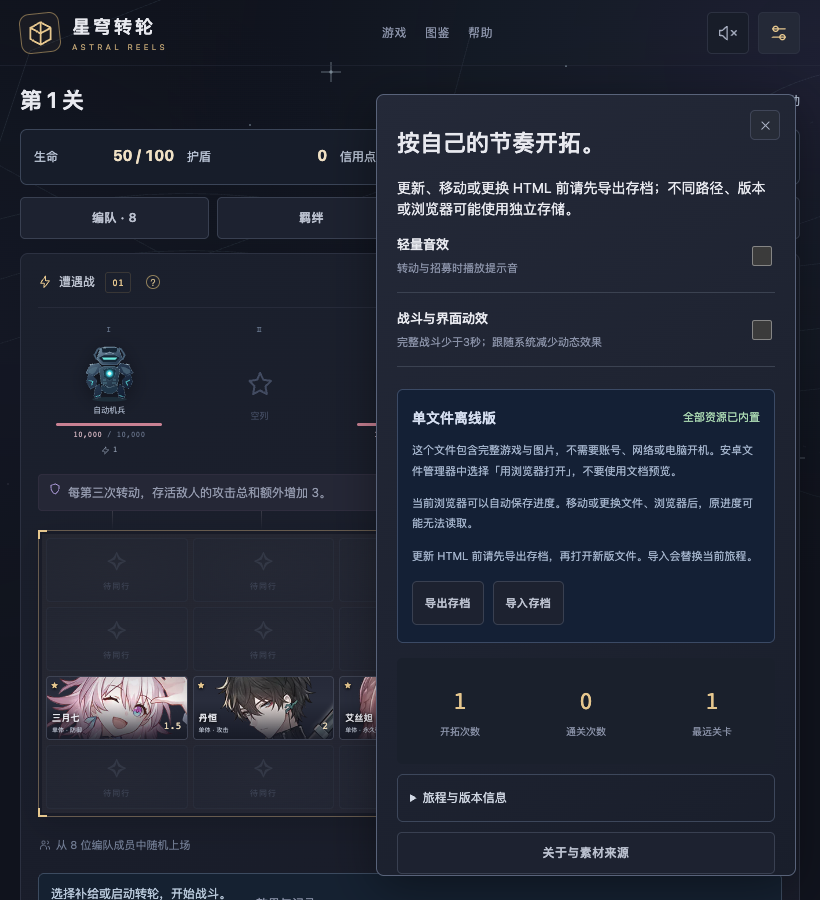 星穹转轮
ASTRAL REELS
游戏 图鉴 帮助
第 1 关
生命 50 / 100 护盾 0 信用点
编队 · 8 羁绊
遭遇战 01 ?
I II
自动机兵
空列
10,000 / 10,000
1
每第三次转动，存活敌人的攻击总和额外增加 3。
待同行 待同行
待同行 待同行
三月七
单体 · 防御 1.5
丹恒
单体 · 攻击 2
艾丝妲
待同行 待同行
从 8 位编队成员中随机上场
选择补给或启动转轮，开始战斗。
按自己的节奏开拓。
更新、移动或更换 HTML 前请先导出存档；不同路径、版本
或浏览器可能使用独立存储。
轻量音效
转动与招募时播放提示音
战斗与界面动效
完整战斗少于3秒；跟随系统减少动态效果
单文件离线版 全部资源已内置
这个文件包含完整游戏与图片，不需要账号、网络或电脑开机。安卓文
件管理器中选择「用浏览器打开」，不要使用文档预览。
当前浏览器可以自动保存进度。移动或更换文件、浏览器后，原进度可
能无法读取。
更新 HTML 前请先导出存档，再打开新版文件。导入会替换当前旅程。
导出存档 导入存档
1 0 1
开拓次数 通关次数 最远关卡
旅程与版本信息
关于与素材来源